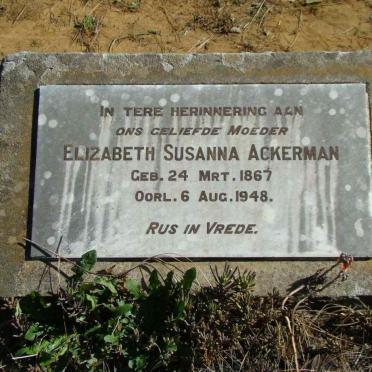 In tere herinnering aan
ons geliefde Moeder
Elizabeth Susanna Ackerman
Geb. 24 Mrt. 1867
Oorl. 6 Aug. 1948.
Rus in Vrede.